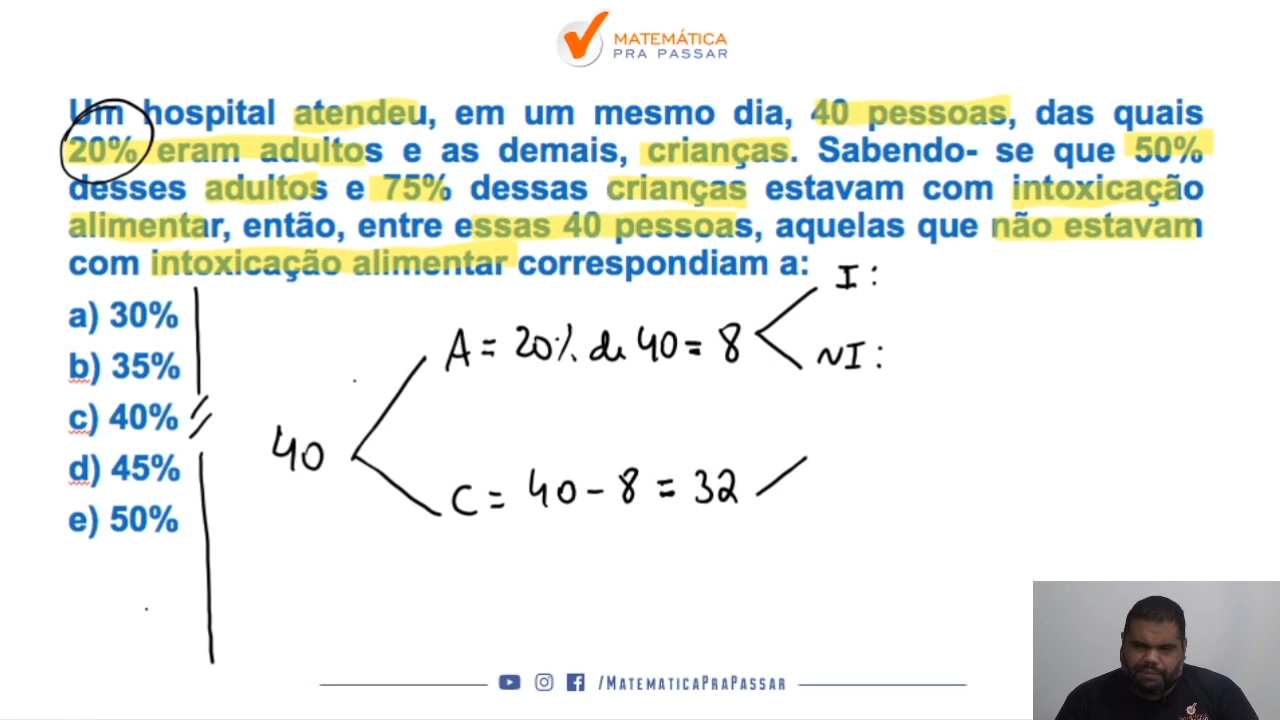 MATEMÁTICA
PRA PASSAR
Um hospital atendeu, em um mesmo dia, 40 pessoas, das quais
20% eram adultos e as demais, crianças. Sabendo- se que 50%
desses adultos e 75% dessas crianças estavam com intoxicação
alimentar, então, entre essas 40 pessoas, aquelas que não estavam
com intoxicação alimentar correspondiam a:
a) 30%
b) 35%
c) 40%
d) 45%
e) 50%
I:
A = 20% de 40 = 8
NI:
40
C = 40 - 8 = 32
/MATEMATICAPRAPASSAR